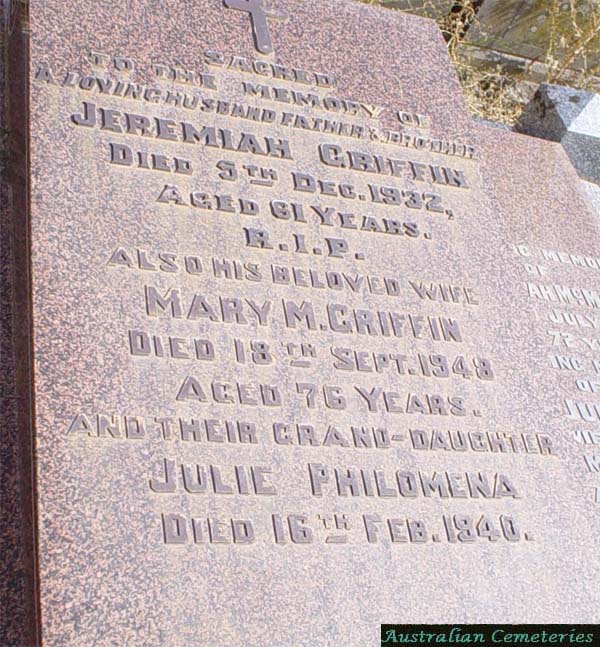 SACRED
TO THE MEMORY OF
A LOVING HUSBAND FATHER & BROTHER
JEREMIAH GRIFFIN
DIED 5TH DEC. 1932,
AGED 61 YEARS.
R.I.P.
ALSO HIS BELOVED WIFE
MARY M. GRIFFIN
DIED 18TH SEPT. 1948
AGED 76 YEARS.
AND THEIR GRAND-DAUGHTER
JULIE PHILOMENA
DIED 16TH FEB. 1940.
OF
72
Australian Cemeteries